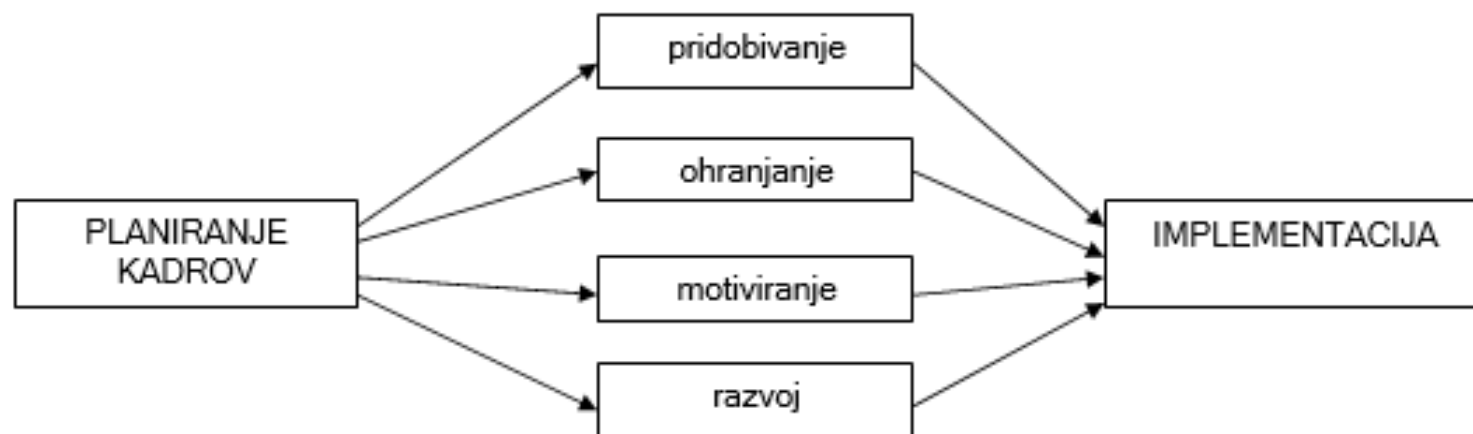 pridobivanje
ohranjanje
PLANIRANJE
KADROV
IMPLEMENTACIJA
motiviranje
razvoj